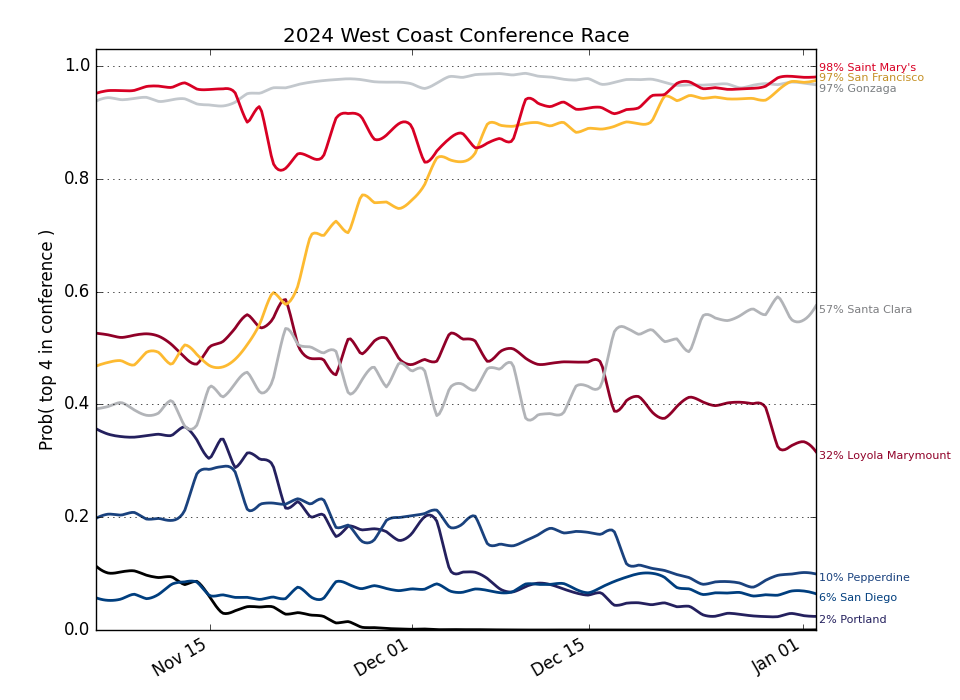 2024 West Coast Conference Race
Prob( top 4 in conference )
1.0
0.8
0.6
0.4
0.2
0.0
Nov 15
Dec 01
Dec 15
Jan 01
98% Saint Mary's
97% San Francisco
97% Gonzaga
57% Santa Clara
32% Loyola Marymount
10% Pepperdine
6% San Diego
2% Portland